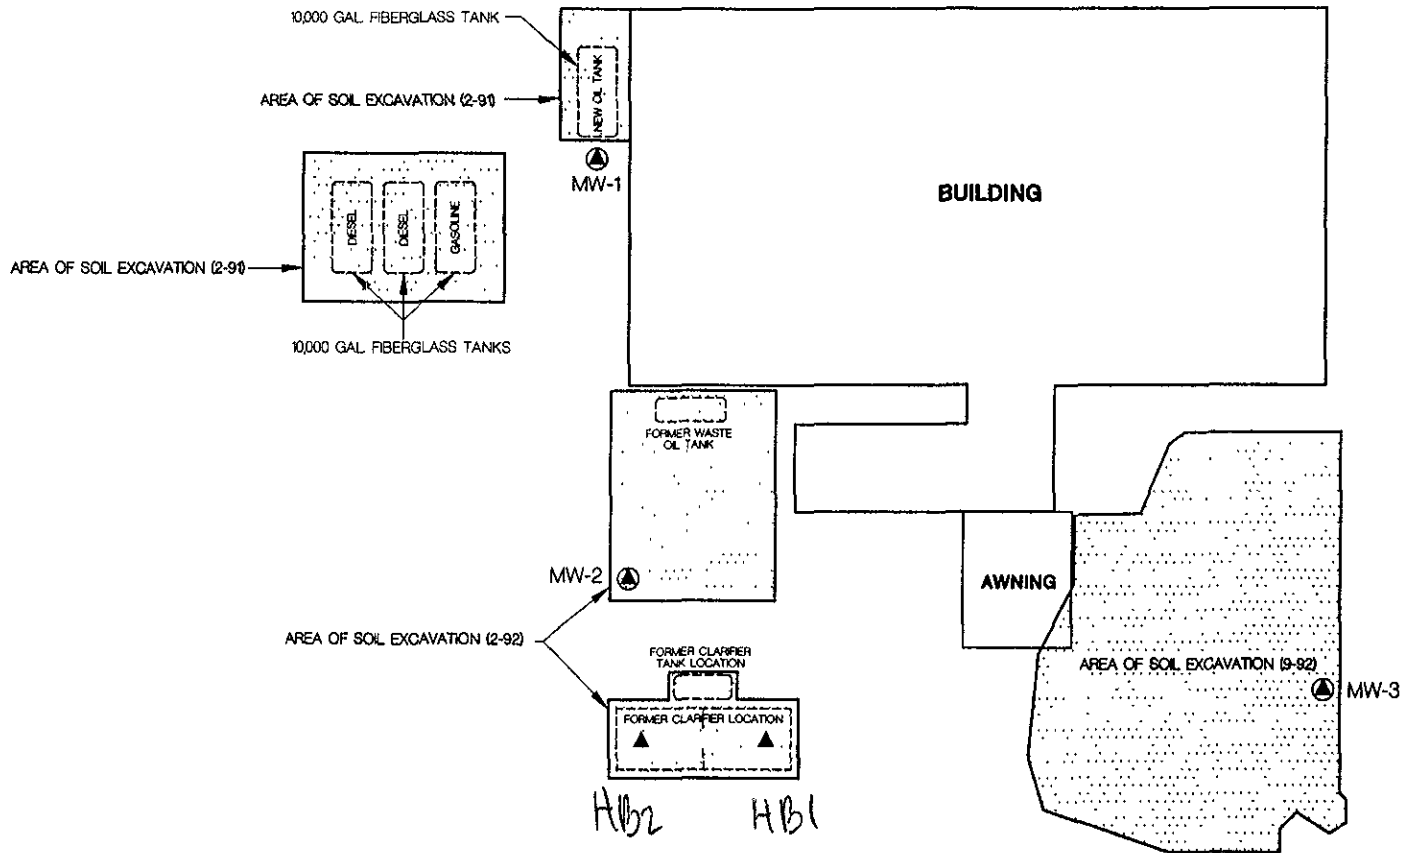 10,000 GAL. FIBERGLASS TANK
NEW OIL TANK
AREA OF SOIL EXCAVATION (2-91)
MW-1
BUILDING
DIESEL
DIESEL
GASOLINE
AREA OF SOIL EXCAVATION (2-91)
10,000 GAL. FIBERGLASS TANKS
FORMER WASTE
OIL TANK
MW-2
AWNING
AREA OF SOIL EXCAVATION (2-92)
FORMER CLARIFIER
TANK LOCATION
AREA OF SOIL EXCAVATION (9-92)
MW-3
FORMER CLARIFIER LOCATION
HB2
HB1